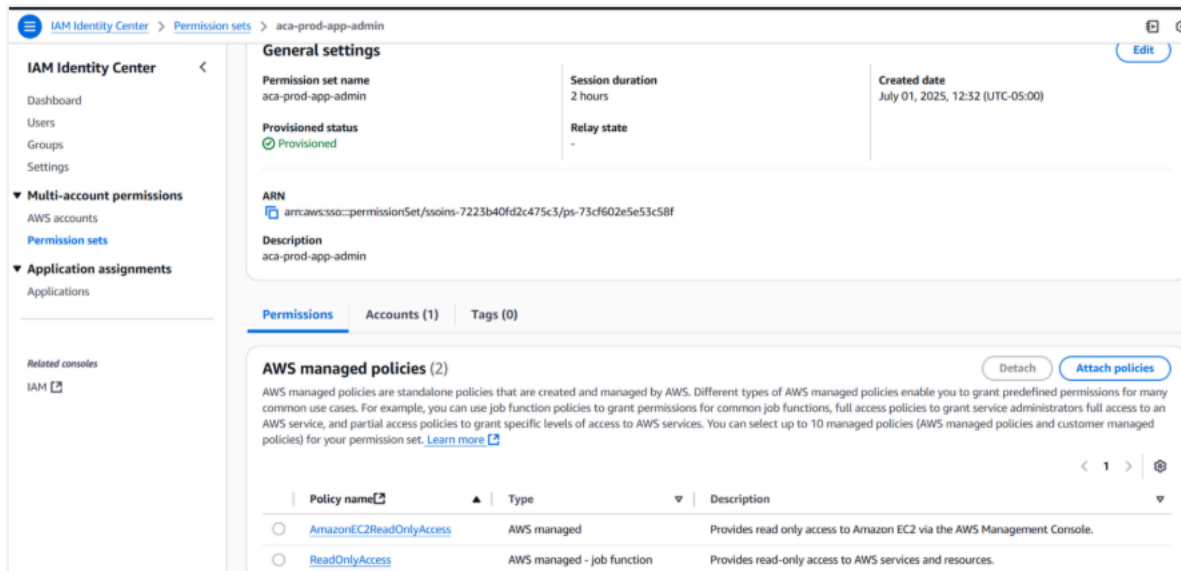 IAM Identity Center > Permission sets > aca-prod-app-admin
IAM Identity Center
Dashboard
Users
Groups
Settings
Multi-account permissions
AWS accounts
Permission sets
Application assignments
Applications
Related consoles
IAM
General settings
Edit
Permission set name
aca-prod-app-admin
Session duration
2 hours
Created date
July 01, 2025, 12:32 (UTC-05:00)
Provisioned status
Provisioned
Relay state
-
ARN
arn:aws:sso:::permissionSet/ssoins-7223b40fd2c475c3/ps-73cf602e5e53c58f
Description
aca-prod-app-admin
Permissions
Accounts (1)
Tags (0)
AWS managed policies (2)
Detach
Attach policies
AWS managed policies are standalone policies that are created and managed by AWS. Different types of AWS managed policies enable you to grant predefined permissions for many
common use cases. For example, you can use job function policies to grant permissions for common job functions, full access policies to grant service administrators full access to an
AWS service, and partial access policies to grant specific levels of access to AWS services. You can select up to 10 managed policies (AWS managed policies and customer managed
policies) for your permission set. Learn more
1
Policy name
Type
Description
AmazonEC2ReadOnlyAccess
AWS managed
Provides read only access to Amazon EC2 via the AWS Management Console.
ReadOnlyAccess
AWS managed - job function
Provides read-only access to AWS services and resources.